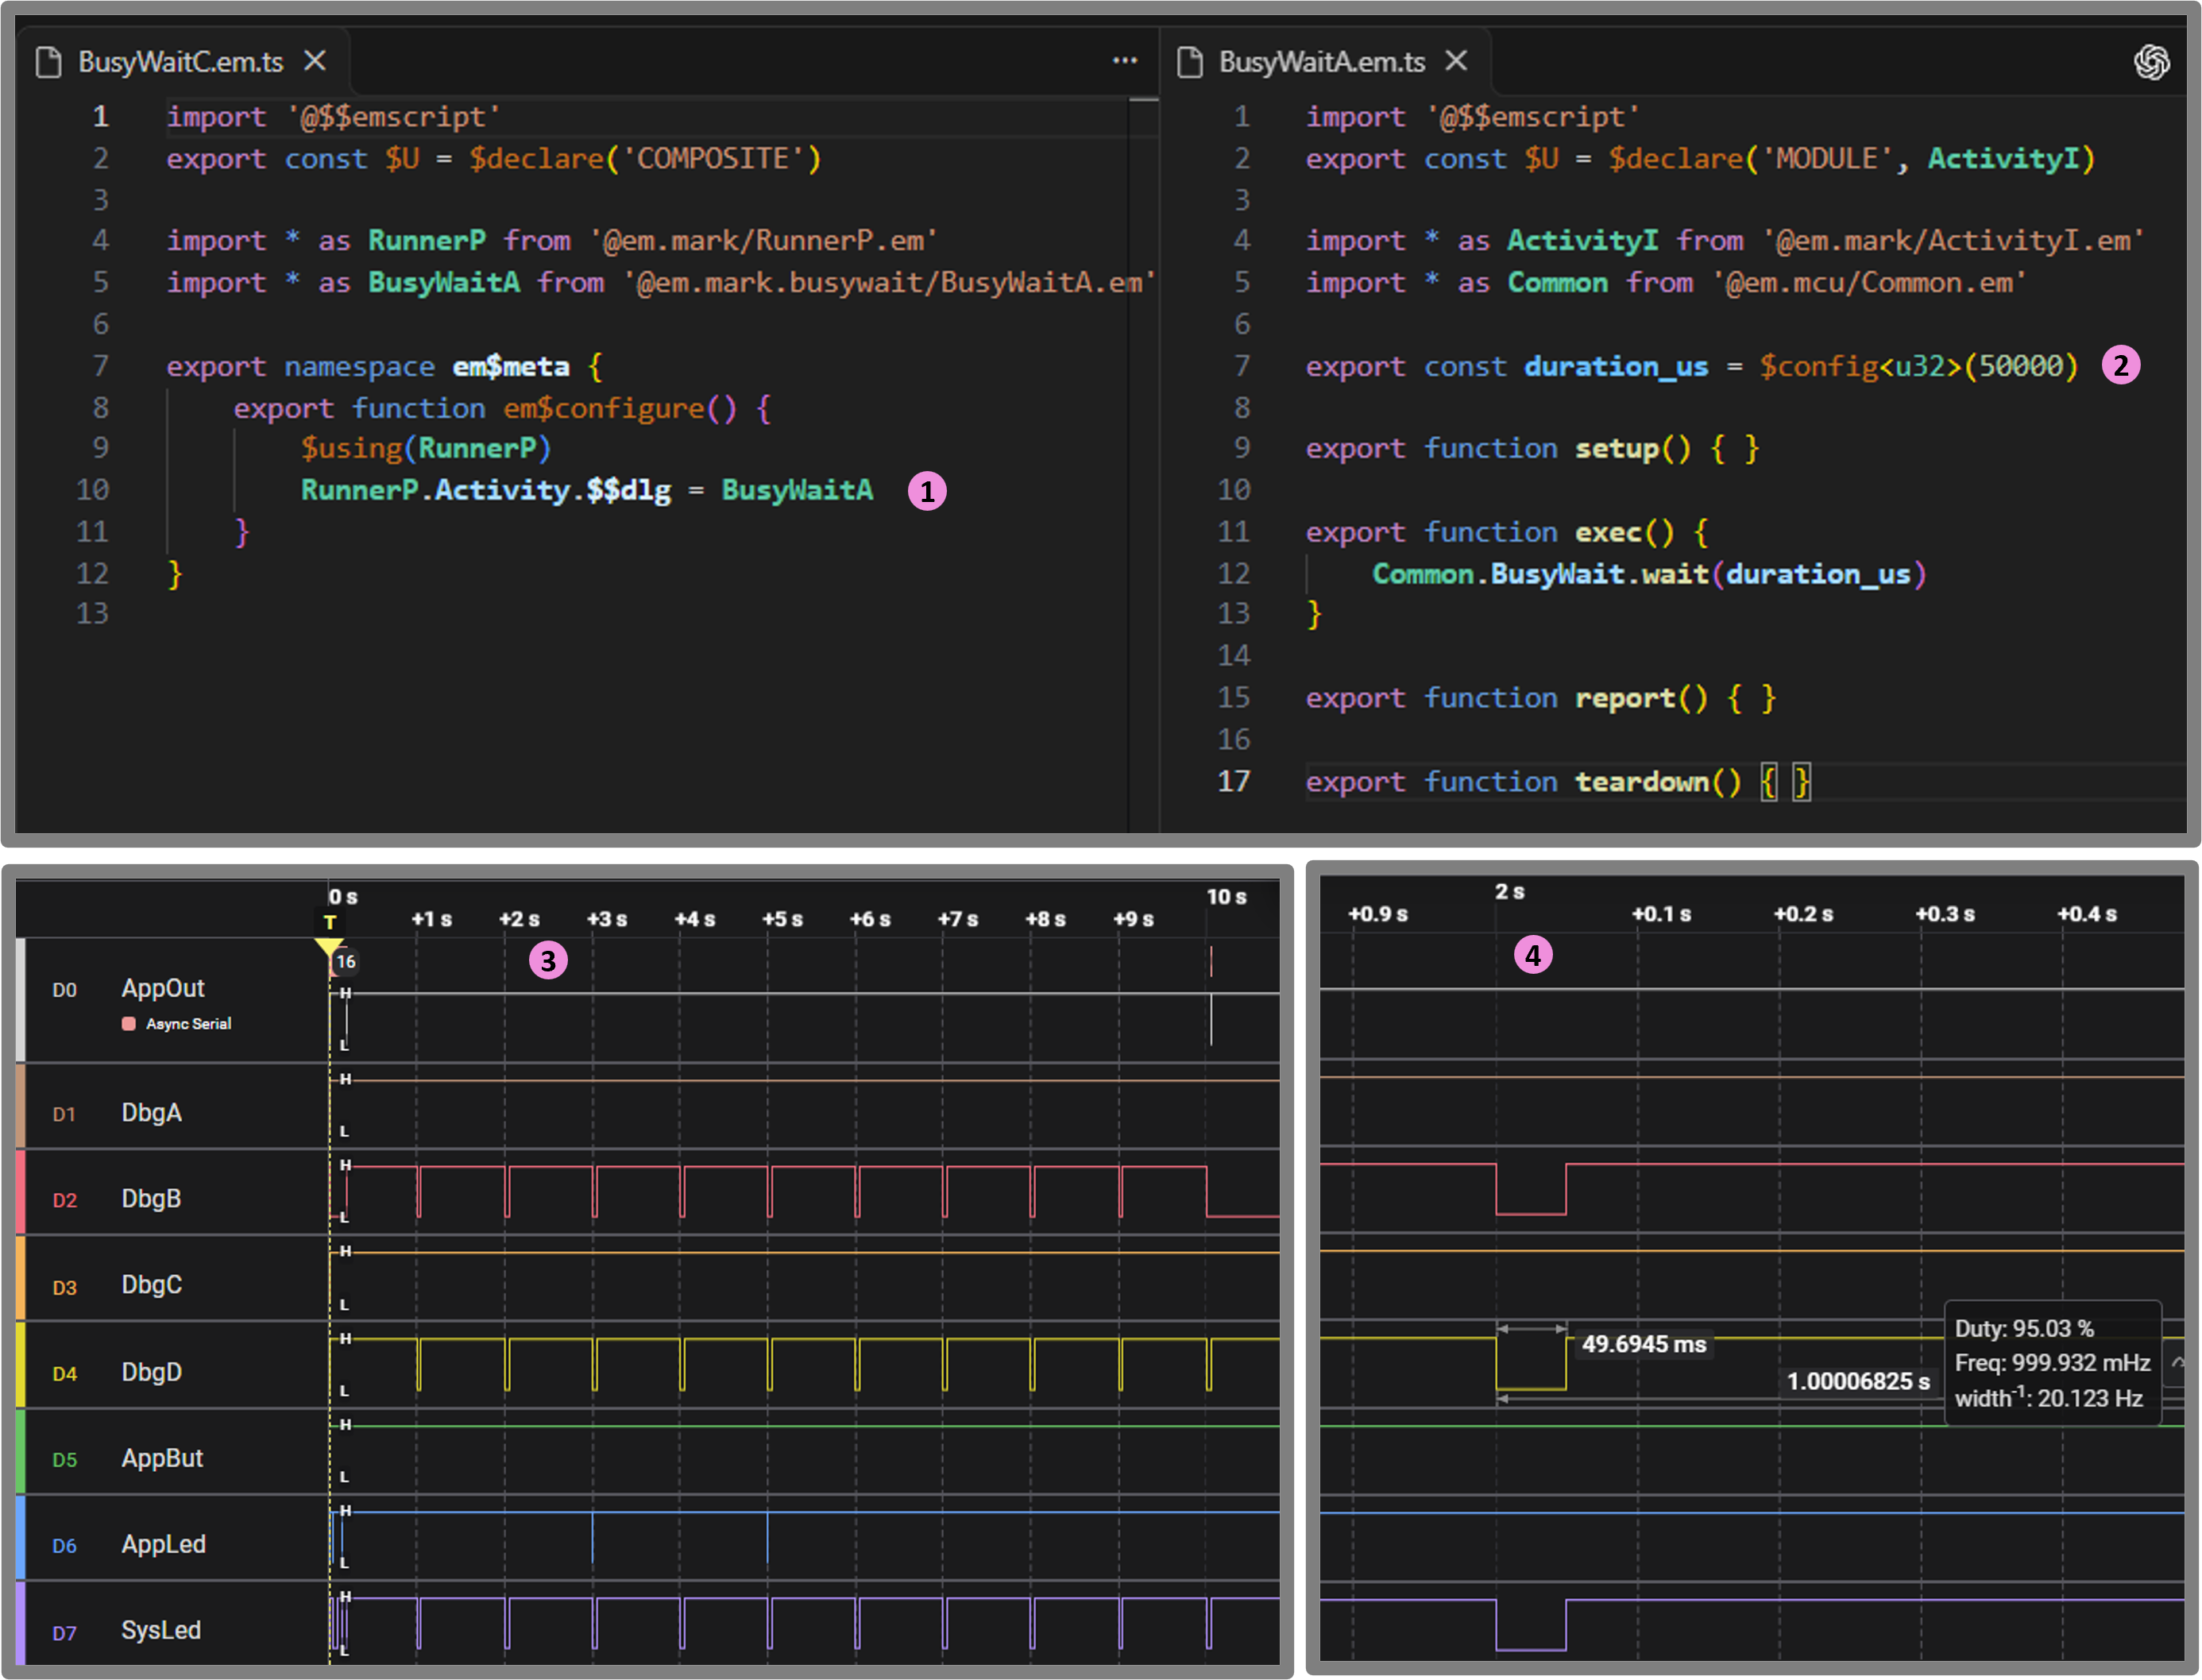 BusyWaitC.em.ts
1 import '@$$emscript'
2 export const $U = $declare('COMPOSITE')
3
4 import * as RunnerP from '@em.mark/RunnerP.em'
5 import * as BusyWaitA from '@em.mark.busywait/BusyWaitA.em'
6
7 export namespace em$meta {
8 export function em$configure() {
9 $using(RunnerP)
10 RunnerP.Activity.$$dlg = BusyWaitA 1
11 }
12 }
13
BusyWaitA.em.ts
1 import '@$$emscript'
2 export const $U = $declare('MODULE', ActivityI)
3
4 import * as ActivityI from '@em.mark/ActivityI.em'
5 import * as Common from '@em.mcu/Common.em'
6
7 export const duration_us = $config<u32>(50000) 2
8
9 export function setup() { }
10
11 export function exec() {
12 Common.BusyWait.wait(duration_us)
13 }
14
15 export function report() { }
16
17 export function teardown() { }
0 s 10 s
T +1 s +2 s +3 s +4 s +5 s +6 s +7 s +8 s +9 s
16 3
D0 AppOut H
Async Serial L
D1 DbgA H L
D2 DbgB H L
D3 DbgC H L
D4 DbgD H L
D5 AppBut H L
D6 AppLed H L
D7 SysLed H L
2 s
+0.9 s +0.1 s +0.2 s +0.3 s +0.4 s
4
49.6945 ms
1.00006825 s
Duty: 95.03 %
Freq: 999.932 mHz
width-1: 20.123 Hz